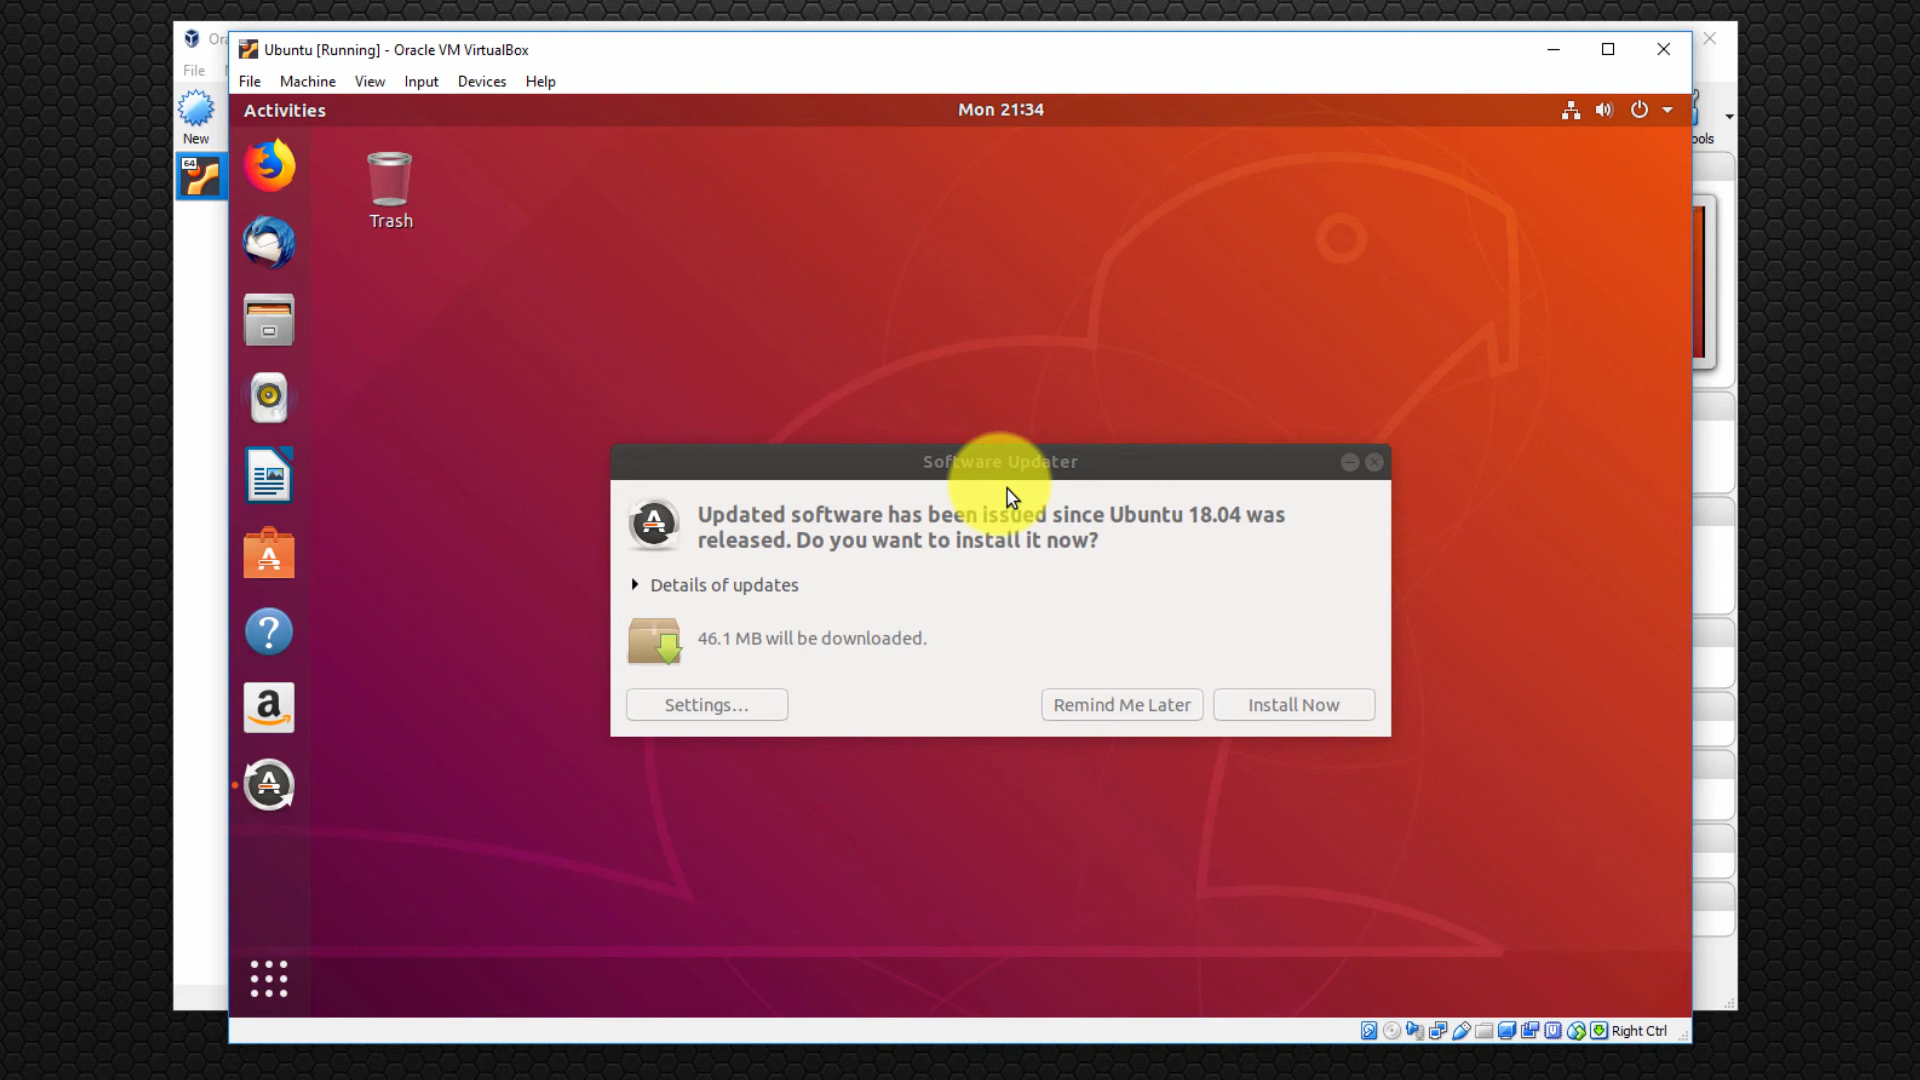 Ubuntu [Running] - Oracle VM VirtualBox
File
File Machine View Input Devices Help
New
64
Activities
Mon 21:34
Trash
Software Updater
Updated software has been issued since Ubuntu 18.04 was
released. Do you want to install it now?
Details of updates
46.1 MB will be downloaded.
Settings...
Remind Me Later
Install Now
Right Ctrl